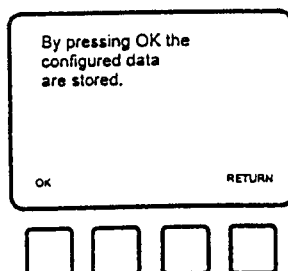 By pressing OK the
configured data
are stored.
OK RETURN